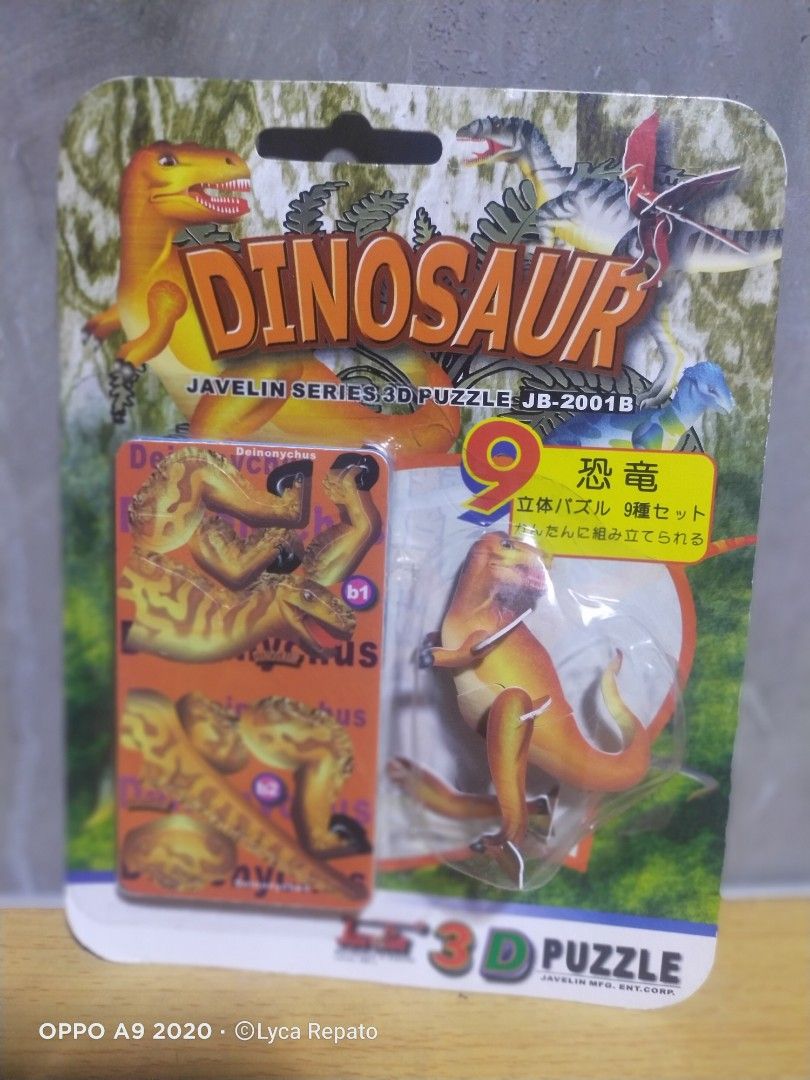 DINOSAUR
JAVELIN SERIES 3D PUZZLE JB-2001B
Deinonychus
b1
b2
Deinonychus
9
恐竜
立体パズル 9種セット
かんたんに組み立てられる
3D PUZZLE
JAVELIN MFG. ENT.CORP.
OPPO A9 2020 · ©Lyca Repato